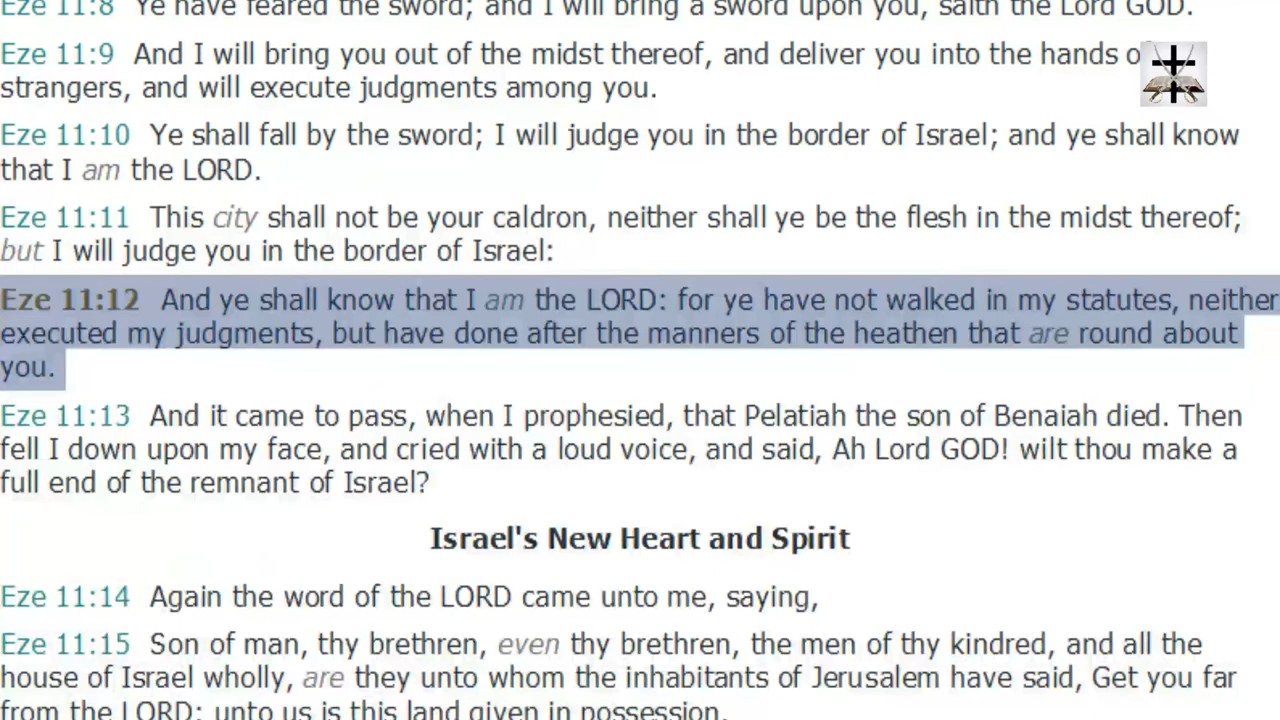 Eze 11:8 Ye have feared the sword; and I will bring a sword upon you, saith the Lord GOD.
Eze 11:9 And I will bring you out of the midst thereof, and deliver you into the hands
strangers, and will execute judgments among you.
Eze 11:10 Ye shall fall by the sword; I will judge you in the border of Israel; and ye shall know
that I am the LORD.
Eze 11:11 This city shall not be your caldron, neither shall ye be the flesh in the midst thereof;
but I will judge you in the border of Israel:
Eze 11:12 And ye shall know that I am the LORD: for ye have not walked in my statutes, neither
executed my judgments, but have done after the manners of the heathen that are round about
you.
Eze 11:13 And it came to pass, when I prophesied, that Pelatiah the son of Benaiah died. Then
fell I down upon my face, and cried with a loud voice, and said, Ah Lord GOD! wilt thou make a
full end of the remnant of Israel?
Israel's New Heart and Spirit
Eze 11:14 Again the word of the LORD came unto me, saying,
Eze 11:15 Son of man, thy brethren, even thy brethren, the men of thy kindred, and all the
house of Israel wholly, are they unto whom the inhabitants of Jerusalem have said, Get you far
from the LORD: unto us is this land given in possession.